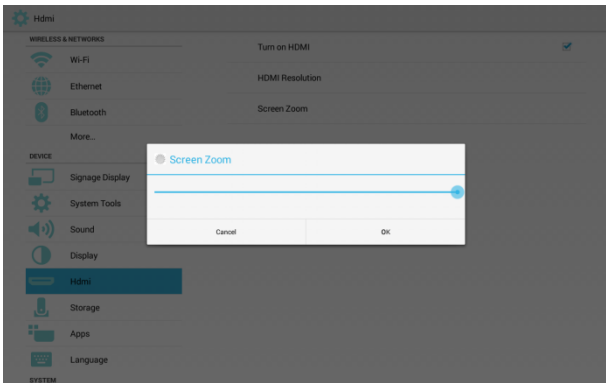 Hdmi
WIRELESS & NETWORKS
Wi-Fi
Ethernet
Bluetooth
More...
DEVICE
Signage Display
System Tools
Sound
Display
Hdmi
Storage
Apps
Language
SYSTEM
Turn on HDMI
HDMI Resolution
Screen Zoom
Screen Zoom
Cancel
OK